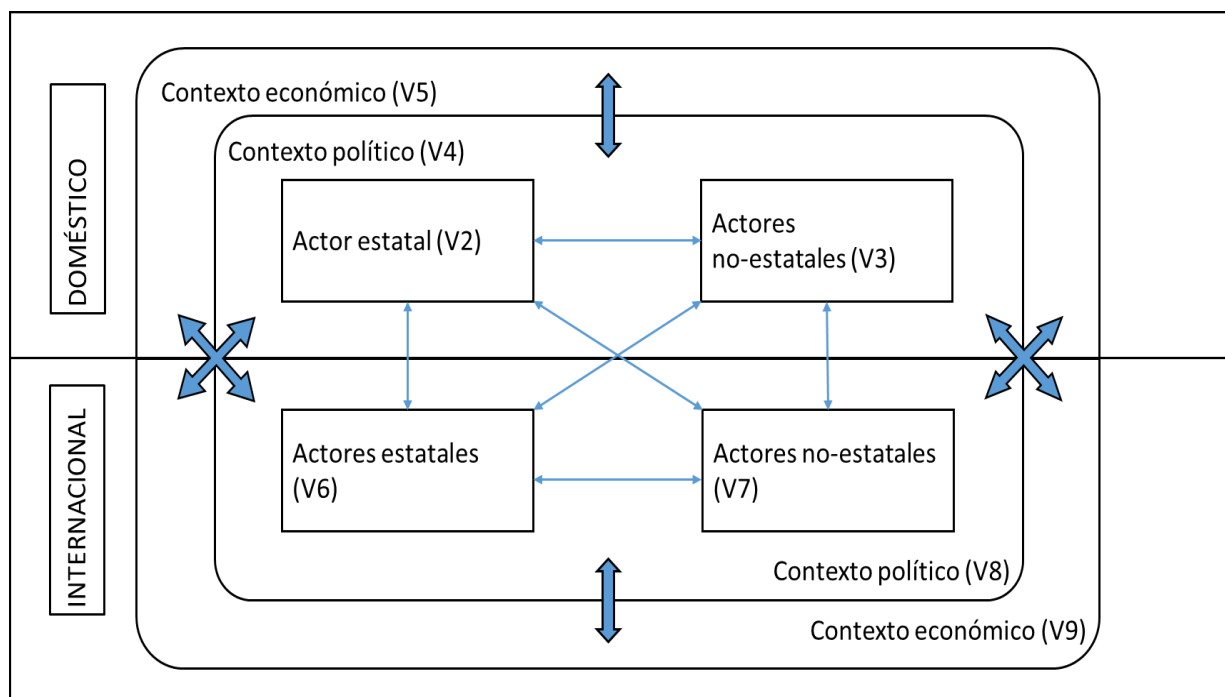 DOMÉSTICO
Contexto económico (V5)
Contexto político (V4)
Actor estatal (V2)
Actores
no-estatales (V3)
INTERNACIONAL
Actores estatales
(V6)
Actores no-estatales
(V7)
Contexto político (V8)
Contexto económico (V9)